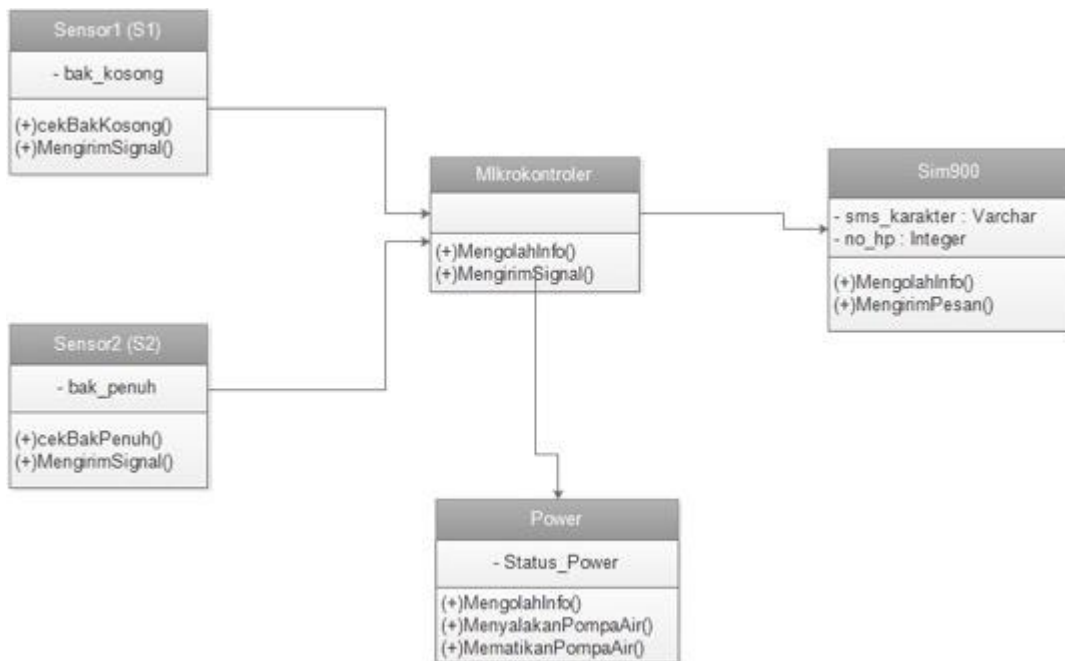 Sensor1 (S1)
- bak_kosong
(+)cekBakKosong()
(+)MengirimSignal()
MIkrokontroler
(+)MengolahInfo()
(+)MengirimSignal()
Sim900
- sms_karakter : Varchar
- no_hp : Integer
(+)MengolahInfo()
(+)MengirimPesan()
Sensor2 (S2)
- bak_penuh
(+)cekBakPenuh()
(+)MengirimSignal()
Power
- Status_Power
(+)MengolahInfo()
(+)MenyalakanPompaAir()
(+)MematikanPompaAir()